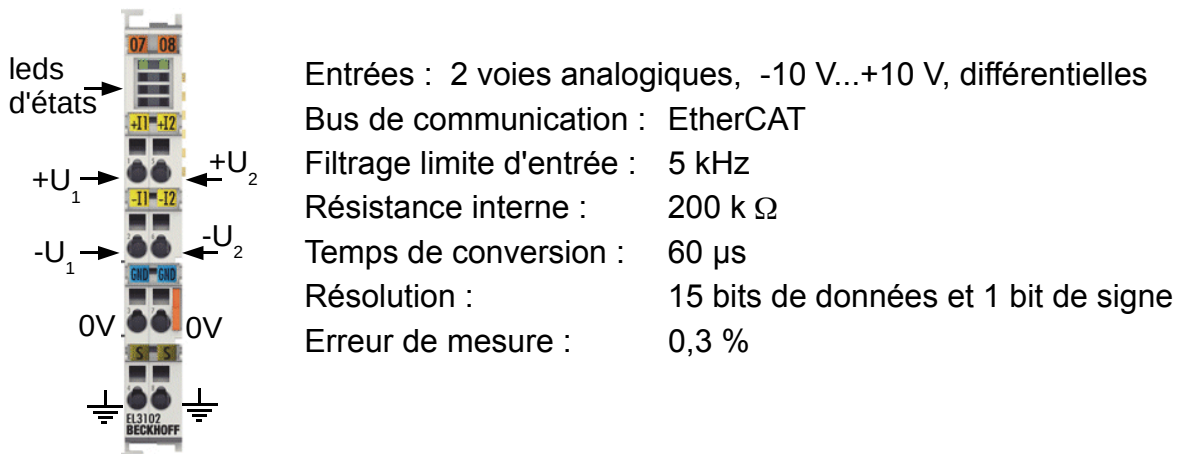 07 08
leds
d'états
+I1 +I2
+U1
+U2
-I1 -I2
-U1
-U2
GND GND
0V
0V
S S
EL3102
BECKHOFF
Entrées : 2 voies analogiques, -10 V...+10 V, différentielles
Bus de communication : EtherCAT
Filtrage limite d'entrée : 5 kHz
Résistance interne : 200 k Ω
Temps de conversion : 60 µs
Résolution : 15 bits de données et 1 bit de signe
Erreur de mesure : 0,3 %